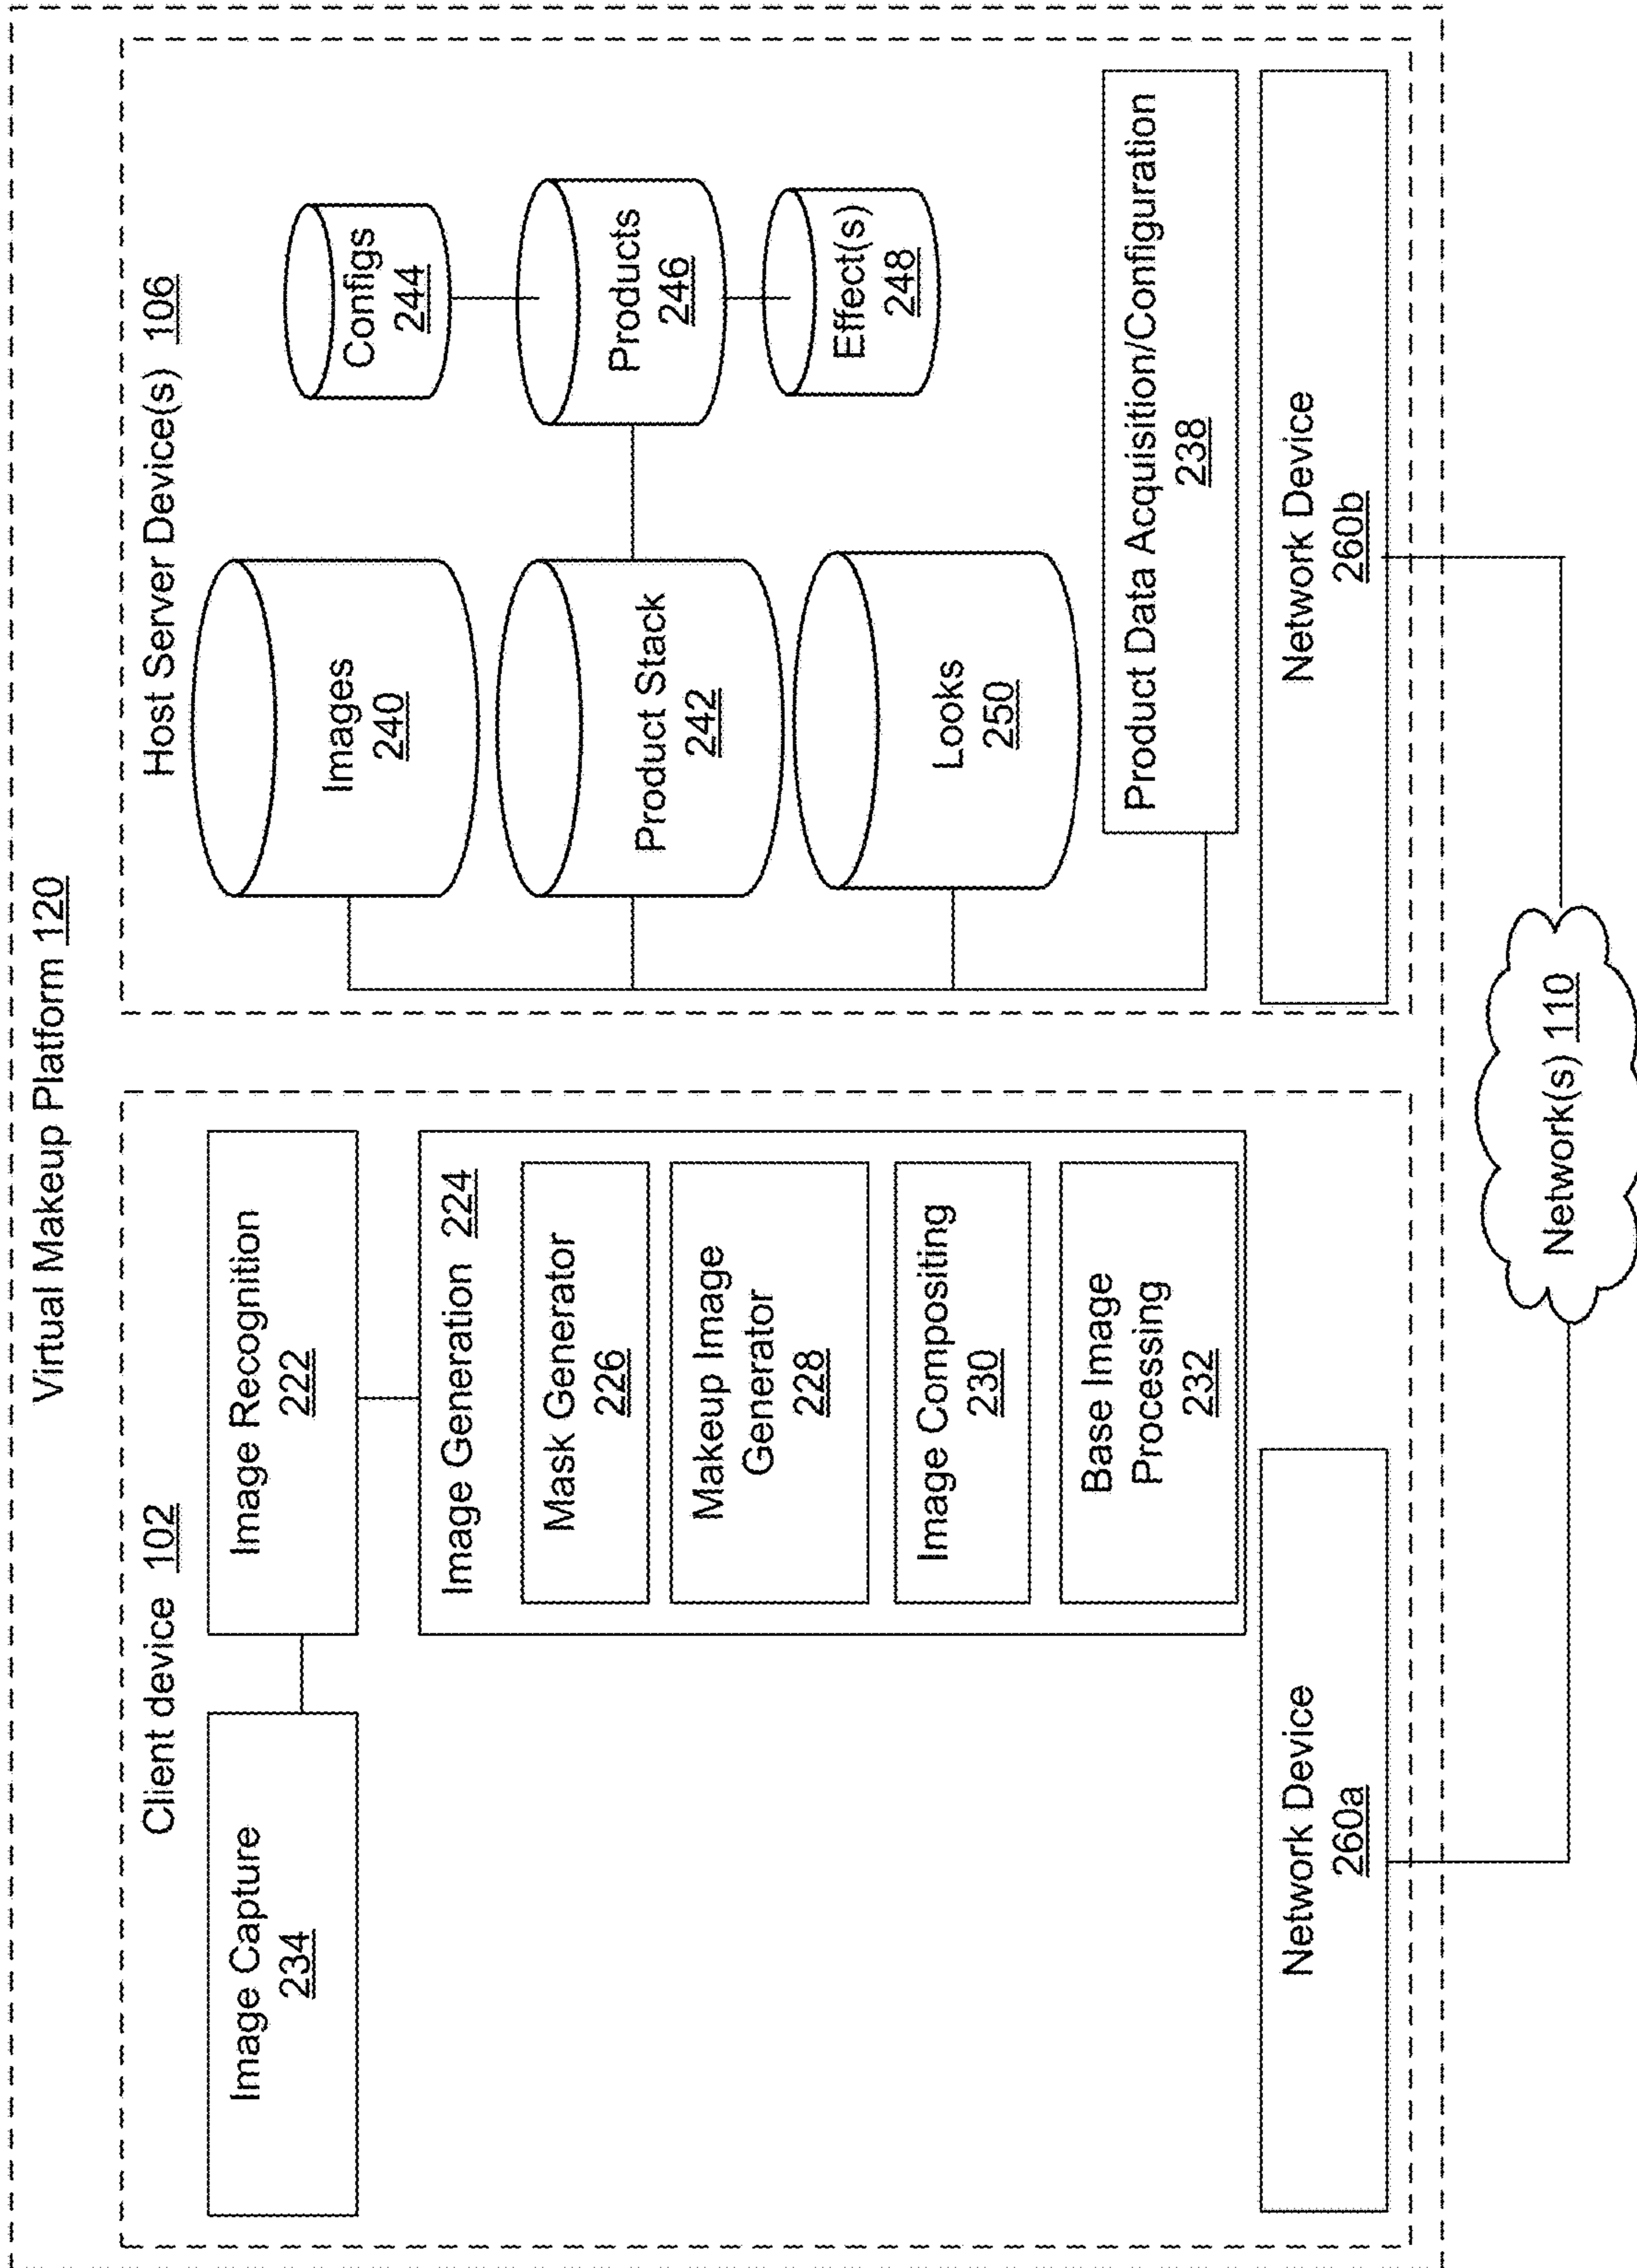 Virtual Makeup Platform 120
Client device 102
Image Capture
234
Image Recognition
222
Image Generation 224
Mask Generator
226
Makeup Image
Generator
228
Image Compositing
230
Base Image
Processing
232
Network Device
260a
Host Server Device(s) 106
Images
240
Configs
244
Product Stack
242
Products
246
Looks
250
Effect(s)
248
Product Data Acquisition/Configuration
238
Network Device
260b
Network(s) 110